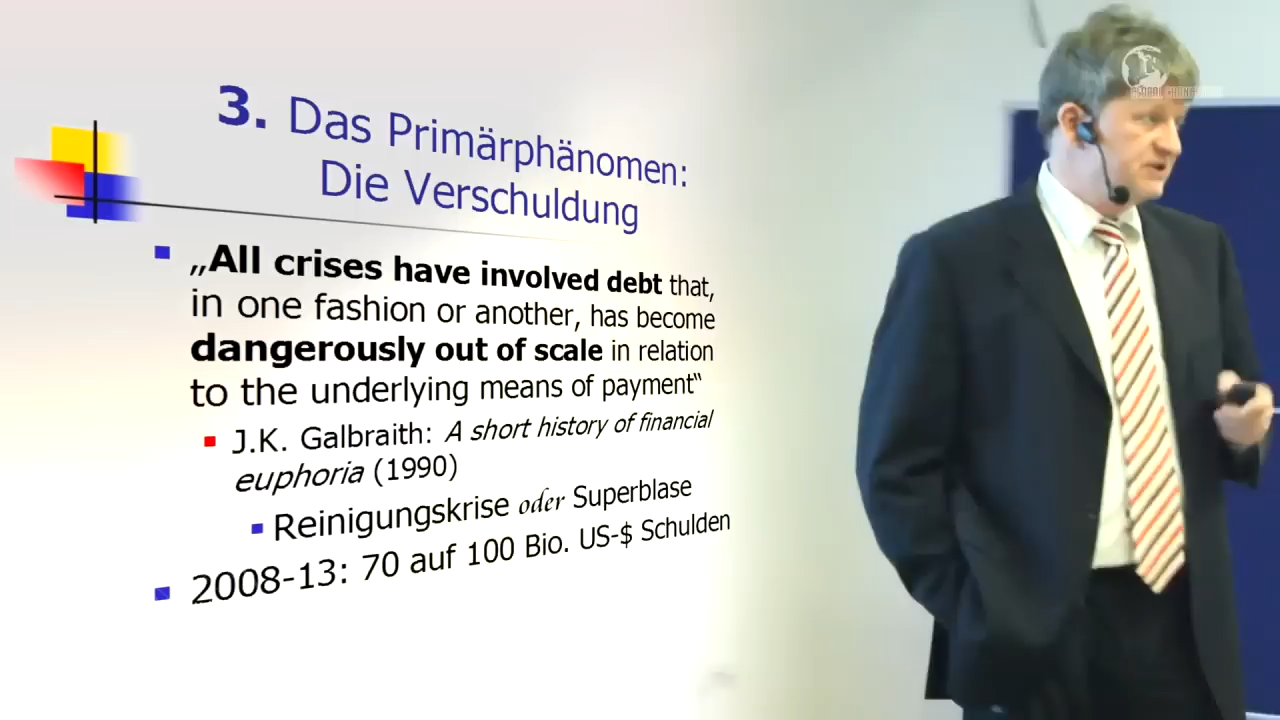 3. Das Primärphänomen:
Die Verschuldung
„All crises have involved debt that,
in one fashion or another, has become
dangerously out of scale in relation
to the underlying means of payment“
J.K. Galbraith: A short history of financial
euphoria (1990)
Reinigungskrise oder Superblase
2008-13: 70 auf 100 Bio. US-$ Schulden